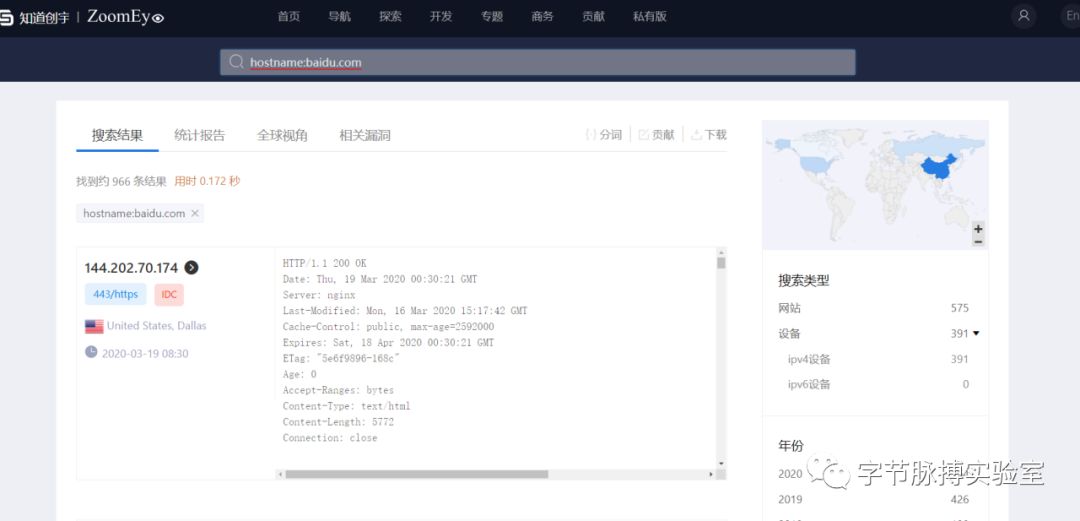 知道创宇 | ZoomEye
首页 导航 探索 开发 专题 商务 贡献 私有版 En
hostname:baidu.com
搜索结果 统计报告 全球视角 相关漏洞 分词 贡献 下载
找到约 966 条结果 用时 0.172 秒
hostname:baidu.com ×
144.202.70.174
443/https IDC
United States, Dallas
2020-03-19 08:30
HTTP/1.1 200 OK
Date: Thu, 19 Mar 2020 00:30:21 GMT
Server: nginx
Last-Modified: Mon, 16 Mar 2020 15:17:42 GMT
Cache-Control: public, max-age=2592000
Expires: Sat, 18 Apr 2020 00:30:21 GMT
ETag: "5e6f9896-168c"
Age: 0
Accept-Ranges: bytes
Content-Type: text/html
Content-Length: 5772
Connection: close
+
−
搜索类型
网站 575
设备 391
ipv4设备 391
ipv6设备 0
年份
2020
2019 426
字节脉搏实验室